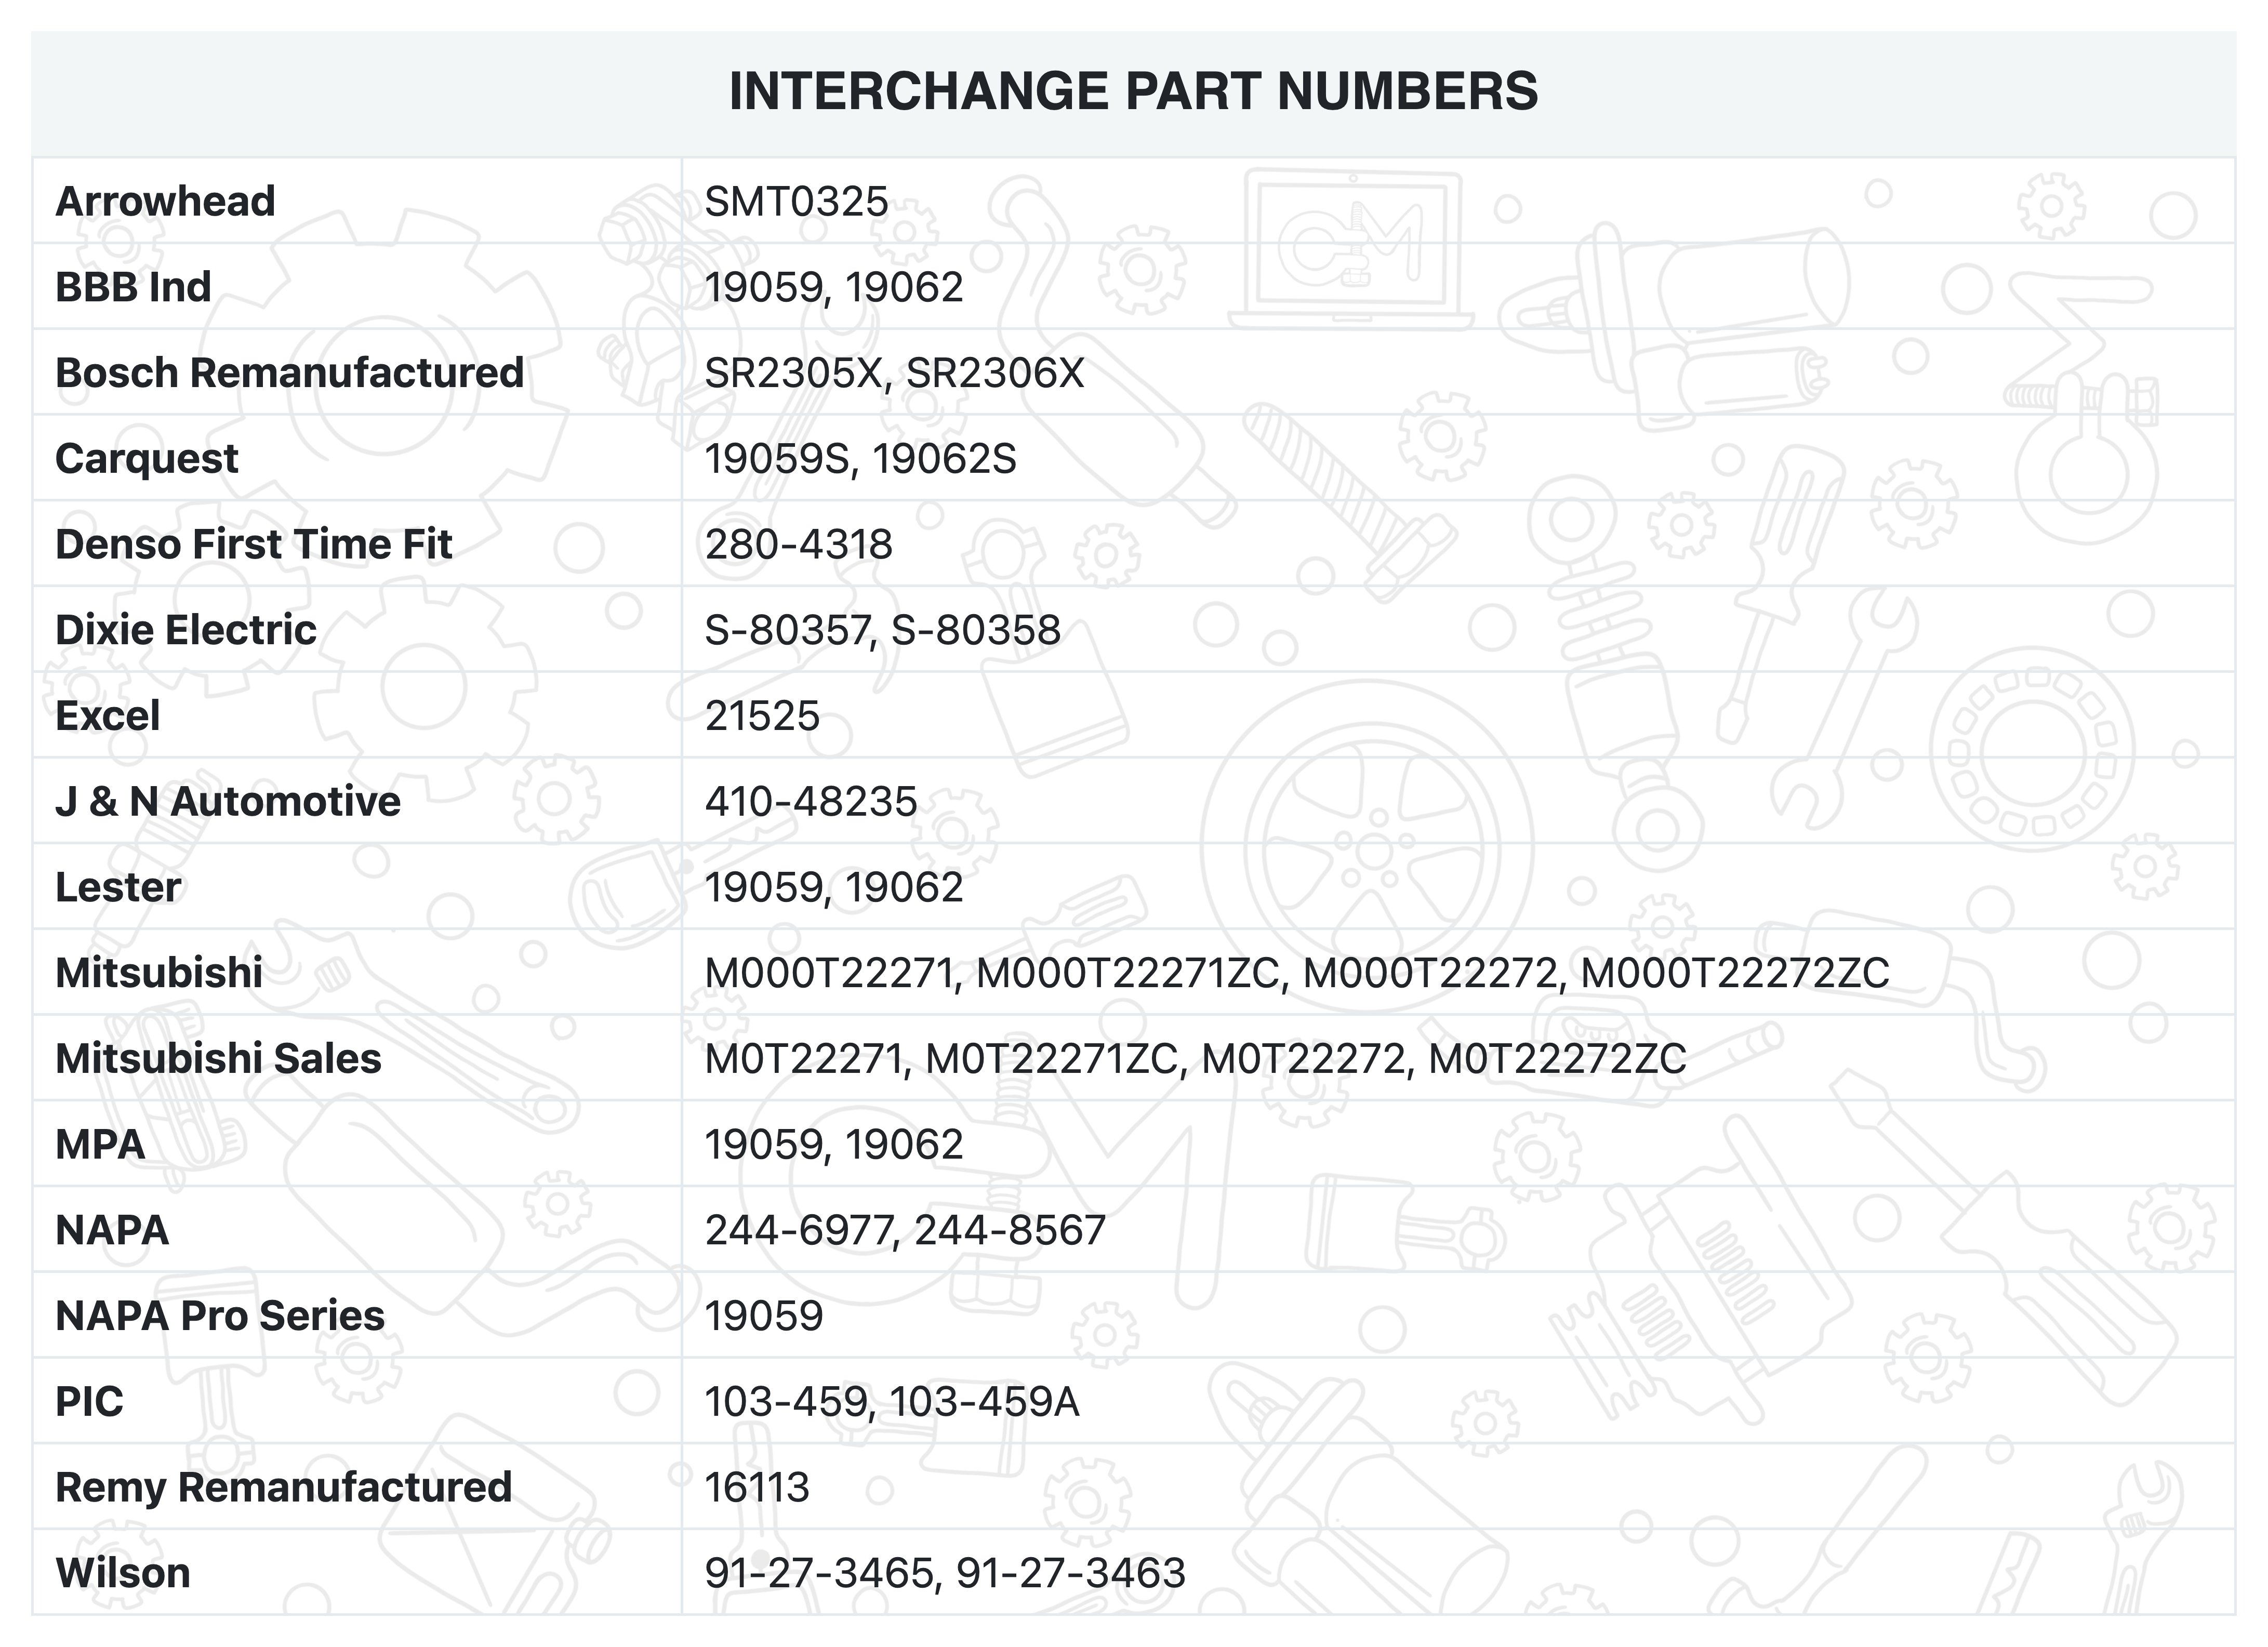 INTERCHANGE PART NUMBERS
Arrowhead SMT0325
BBB Ind 19059, 19062
Bosch Remanufactured SR2305X, SR2306X
Carquest 19059S, 19062S
Denso First Time Fit 280-4318
Dixie Electric S-80357, S-80358
Excel 21525
J & N Automotive 410-48235
Lester 19059, 19062
Mitsubishi M000T22271, M000T22271ZC, M000T22272, M000T22272ZC
Mitsubishi Sales M0T22271, M0T22271ZC, M0T22272, M0T22272ZC
MPA 19059, 19062
NAPA 244-6977, 244-8567
NAPA Pro Series 19059
PIC 103-459, 103-459A
Remy Remanufactured 16113
Wilson 91-27-3465, 91-27-3463